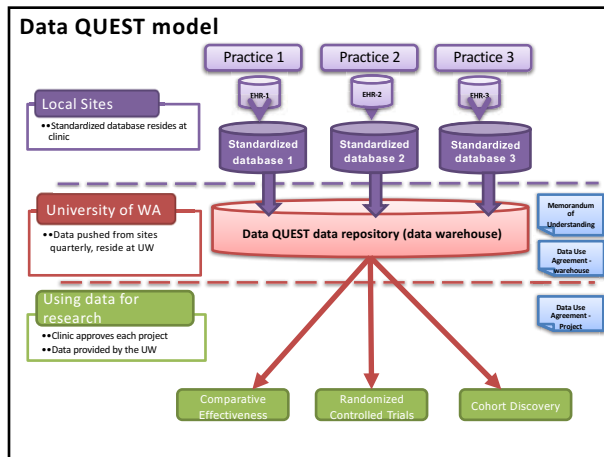 Data QUEST model
Practice 1
Practice 2
Practice 3
EHR-1
EHR-2
EHR-3
Local Sites
••Standardized database resides at
clinic
Standardized
database 1
Standardized
database 2
Standardized
database 3
University of WA
••Data pushed from sites
quarterly, reside at UW
Data QUEST data repository (data warehouse)
Memorandum
of
Understanding
Data Use
Agreement -
warehouse
Using data for
research
••Clinic approves each project
••Data provided by the UW
Data Use
Agreement -
Project
Comparative
Effectiveness
Randomized
Controlled Trials
Cohort Discovery